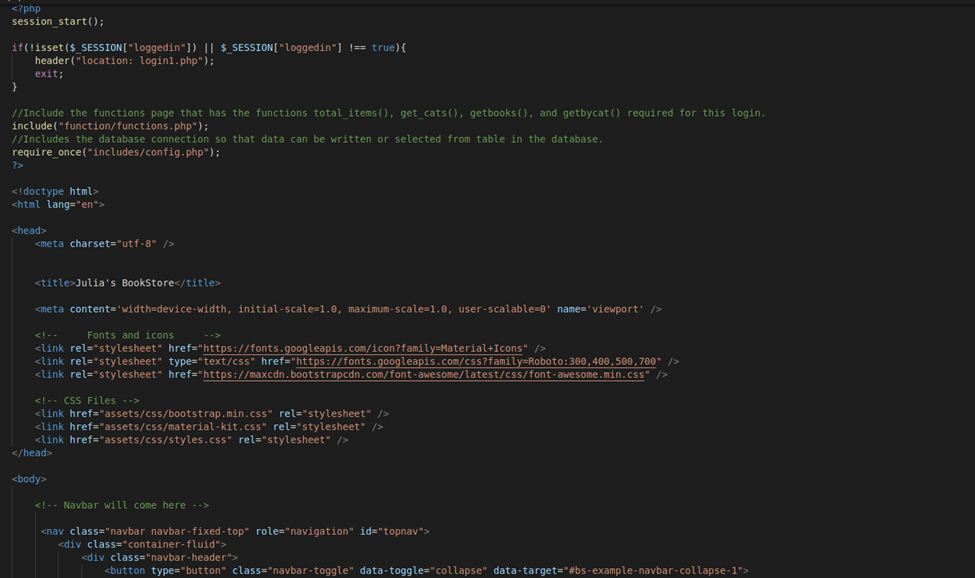 <?php
session_start();
if(!isset($_SESSION["loggedin"]) || $_SESSION["loggedin"] !== true){
    header("location: login1.php");
    exit;
}
//Include the functions page that has the functions total_items(), get_cats(), getbooks(), and getbycat() required for this login.
include("function/functions.php");
//Includes the database connection so that data can be written or selected from table in the database.
require_once("includes/config.php");
?>
<!doctype html>
<html lang="en">
<head>
    <meta charset="utf-8" />
    <title>Julia's BookStore</title>
    <meta content='width=device-width, initial-scale=1.0, maximum-scale=1.0, user-scalable=0' name='viewport' />
    <!--     Fonts and icons     -->
    <link rel="stylesheet" href="https://fonts.googleapis.com/icon?family=Material+Icons" />
    <link rel="stylesheet" type="text/css" href="https://fonts.googleapis.com/css?family=Roboto:300,400,500,700" />
    <link rel="stylesheet" href="https://maxcdn.bootstrapcdn.com/font-awesome/latest/css/font-awesome.min.css" />
    <!-- CSS Files -->
    <link href="assets/css/bootstrap.min.css" rel="stylesheet" />
    <link href="assets/css/material-kit.css" rel="stylesheet" />
    <link href="assets/css/styles.css" rel="stylesheet" />
</head>
<body>
    <!-- Navbar will come here -->
     <nav class="navbar navbar-fixed-top" role="navigation" id="topnav">
        <div class="container-fluid">
            <div class="navbar-header">
                <button type="button" class="navbar-toggle" data-toggle="collapse" data-target="#bs-example-navbar-collapse-1">